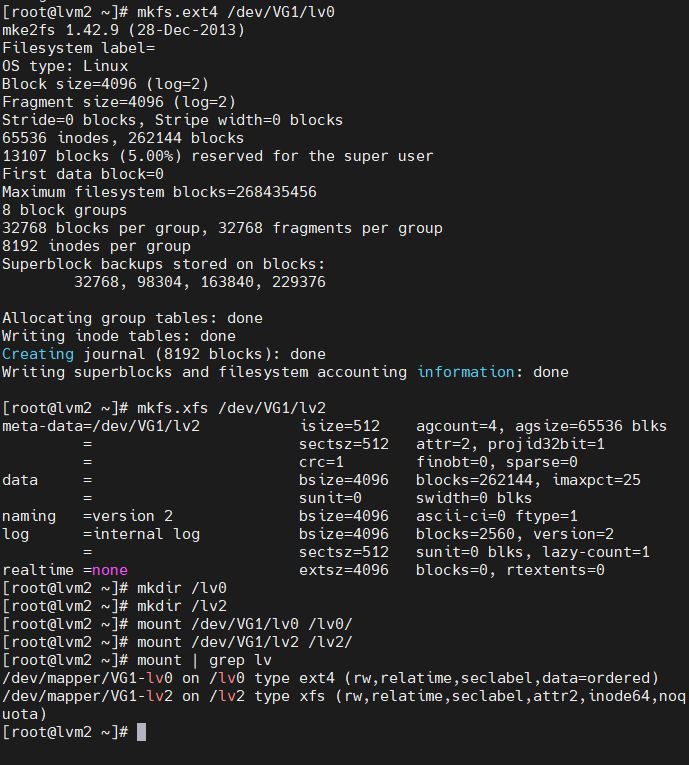 [root@lvm2 ~]# mkfs.ext4 /dev/VG1/lv0
mke2fs 1.42.9 (28-Dec-2013)
Filesystem label=
OS type: Linux
Block size=4096 (log=2)
Fragment size=4096 (log=2)
Stride=0 blocks, Stripe width=0 blocks
65536 inodes, 262144 blocks
13107 blocks (5.00%) reserved for the super user
First data block=0
Maximum filesystem blocks=268435456
8 block groups
32768 blocks per group, 32768 fragments per group
8192 inodes per group
Superblock backups stored on blocks:
        32768, 98304, 163840, 229376

Allocating group tables: done
Writing inode tables: done
Creating journal (8192 blocks): done
Writing superblocks and filesystem accounting information: done

[root@lvm2 ~]# mkfs.xfs /dev/VG1/lv2
meta-data=/dev/VG1/lv2           isize=512    agcount=4, agsize=65536 blks
         =                       sectsz=512   attr=2, projid32bit=1
         =                       crc=1        finobt=0, sparse=0
data     =                       bsize=4096   blocks=262144, imaxpct=25
         =                       sunit=0      swidth=0 blks
naming   =version 2              bsize=4096   ascii-ci=0 ftype=1
log      =internal log           bsize=4096   blocks=2560, version=2
         =                       sectsz=512   sunit=0 blks, lazy-count=1
realtime =none                   extsz=4096   blocks=0, rtextents=0
[root@lvm2 ~]# mkdir /lv0
[root@lvm2 ~]# mkdir /lv2
[root@lvm2 ~]# mount /dev/VG1/lv0 /lv0/
[root@lvm2 ~]# mount /dev/VG1/lv2 /lv2/
[root@lvm2 ~]# mount | grep lv
/dev/mapper/VG1-lv0 on /lv0 type ext4 (rw,relatime,seclabel,data=ordered)
/dev/mapper/VG1-lv2 on /lv2 type xfs (rw,relatime,seclabel,attr2,inode64,noq
uota)
[root@lvm2 ~]#